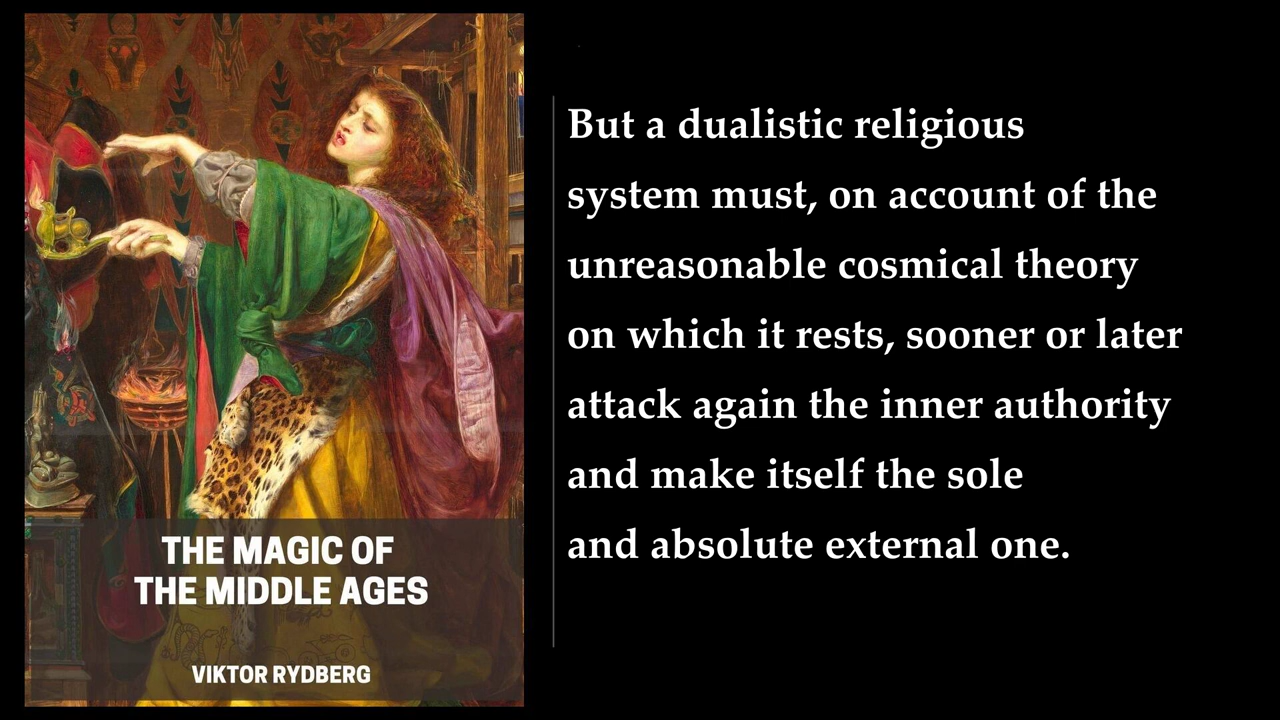 THE MAGIC OF
THE MIDDLE AGES
VIKTOR RYDBERG
But a dualistic religious
system must, on account of the
unreasonable cosmical theory
on which it rests, sooner or later
attack again the inner authority
and make itself the sole
and absolute external one.